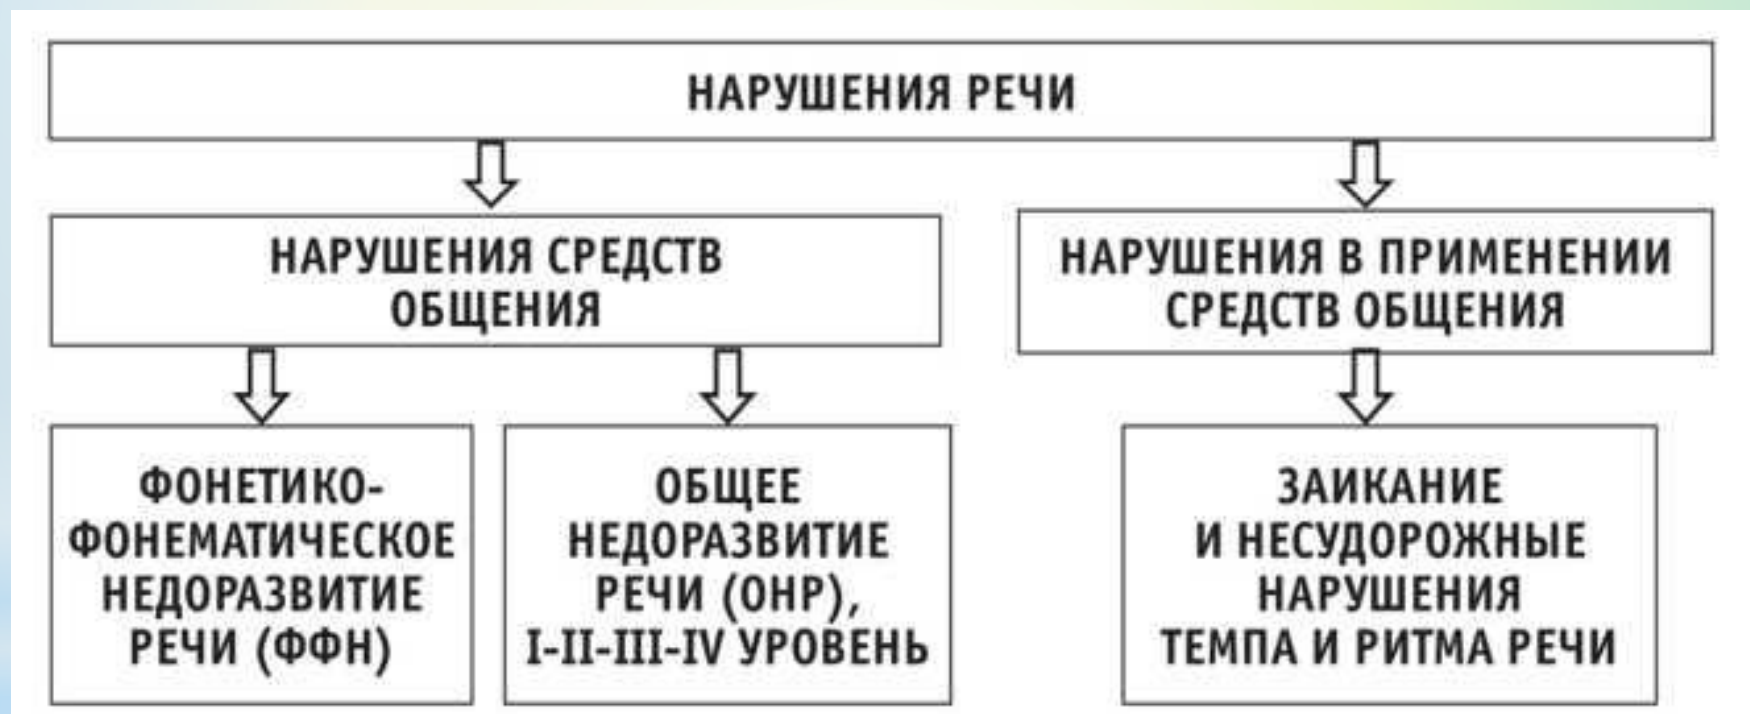 НАРУШЕНИЯ РЕЧИ
НАРУШЕНИЯ СРЕДСТВ
ОБЩЕНИЯ
НАРУШЕНИЯ В ПРИМЕНЕНИИ
СРЕДСТВ ОБЩЕНИЯ
ФОНЕТИКО-
ФОНЕМАТИЧЕСКОЕ
НЕДОРАЗВИТИЕ
РЕЧИ (ФФН)
ОБЩЕЕ
НЕДОРАЗВИТИЕ
РЕЧИ (ОНР),
I-II-III-IV УРОВЕНЬ
ЗАИКАНИЕ
И НЕСУДОРОЖНЫЕ
НАРУШЕНИЯ
ТЕМПА И РИТМА РЕЧИ